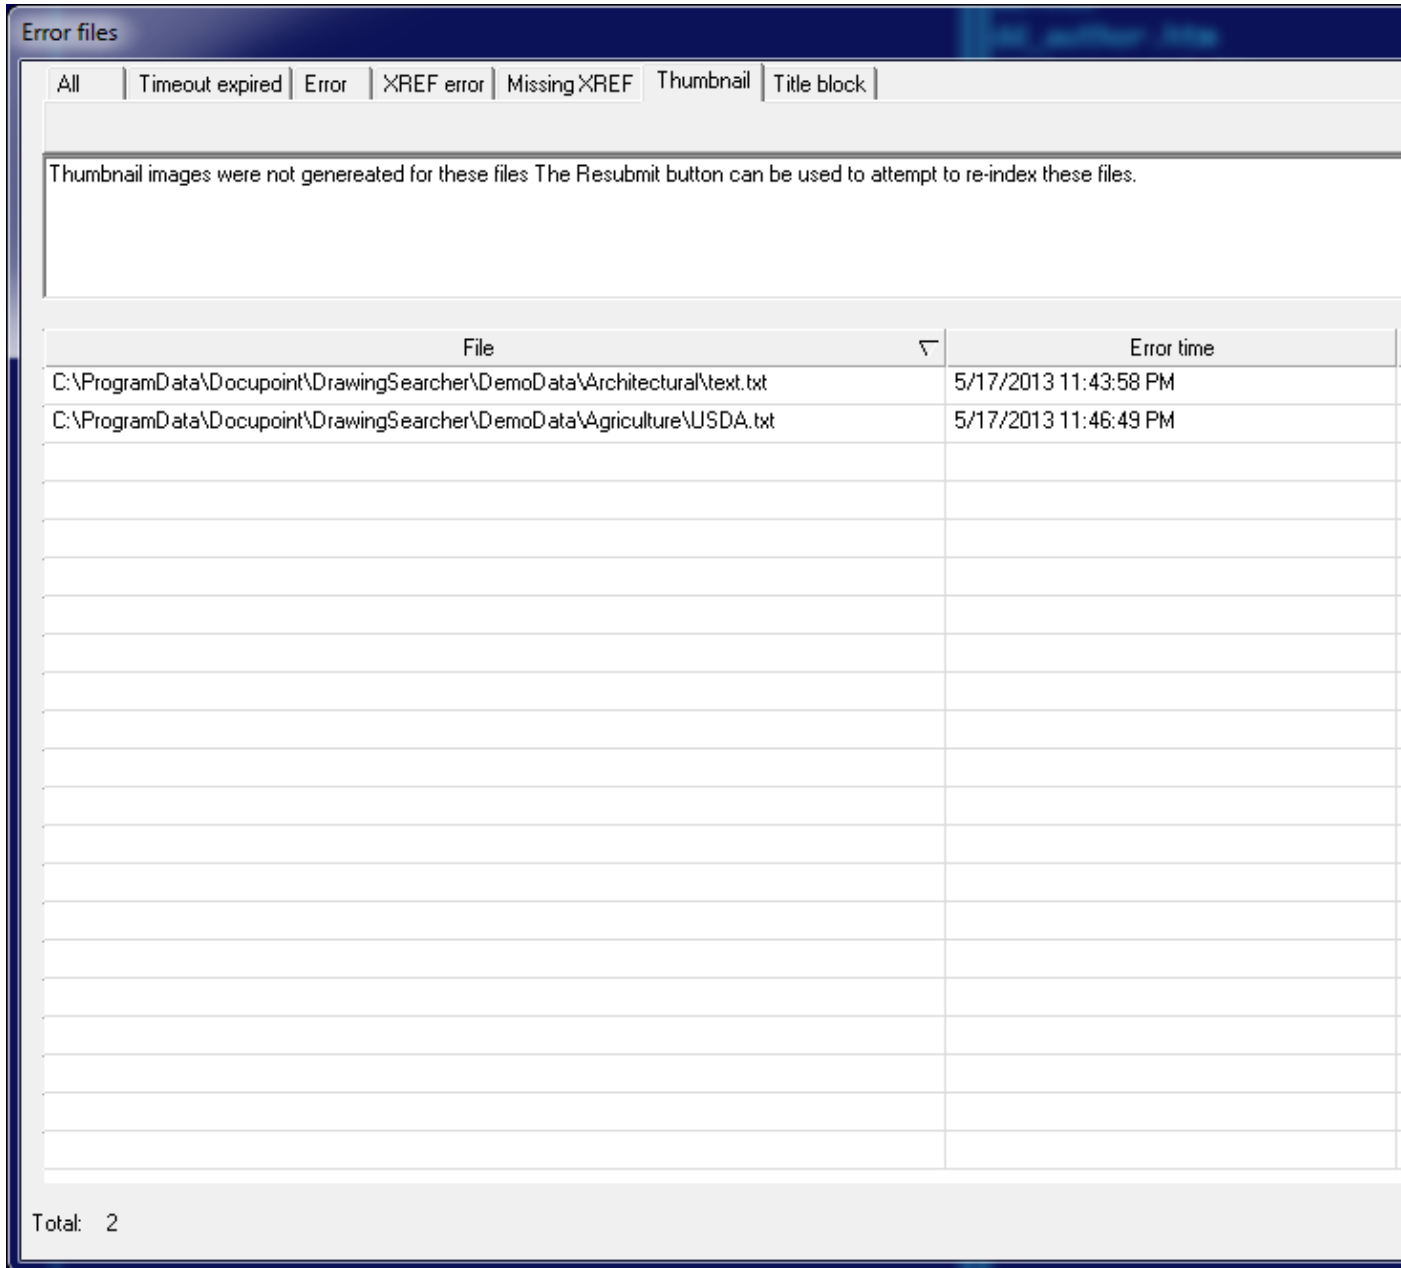 Error files
dd_author.htm
All Timeout expired Error XREF error Missing XREF Thumbnail Title block
Thumbnail images were not genereated for these files The Resubmit button can be used to attempt to re-index these files.
File Error time
C:\ProgramData\Docupoint\DrawingSearcher\DemoData\Architectural\text.txt 5/17/2013 11:43:58 PM
C:\ProgramData\Docupoint\DrawingSearcher\DemoData\Agriculture\USDA.txt 5/17/2013 11:46:49 PM
Total: 2